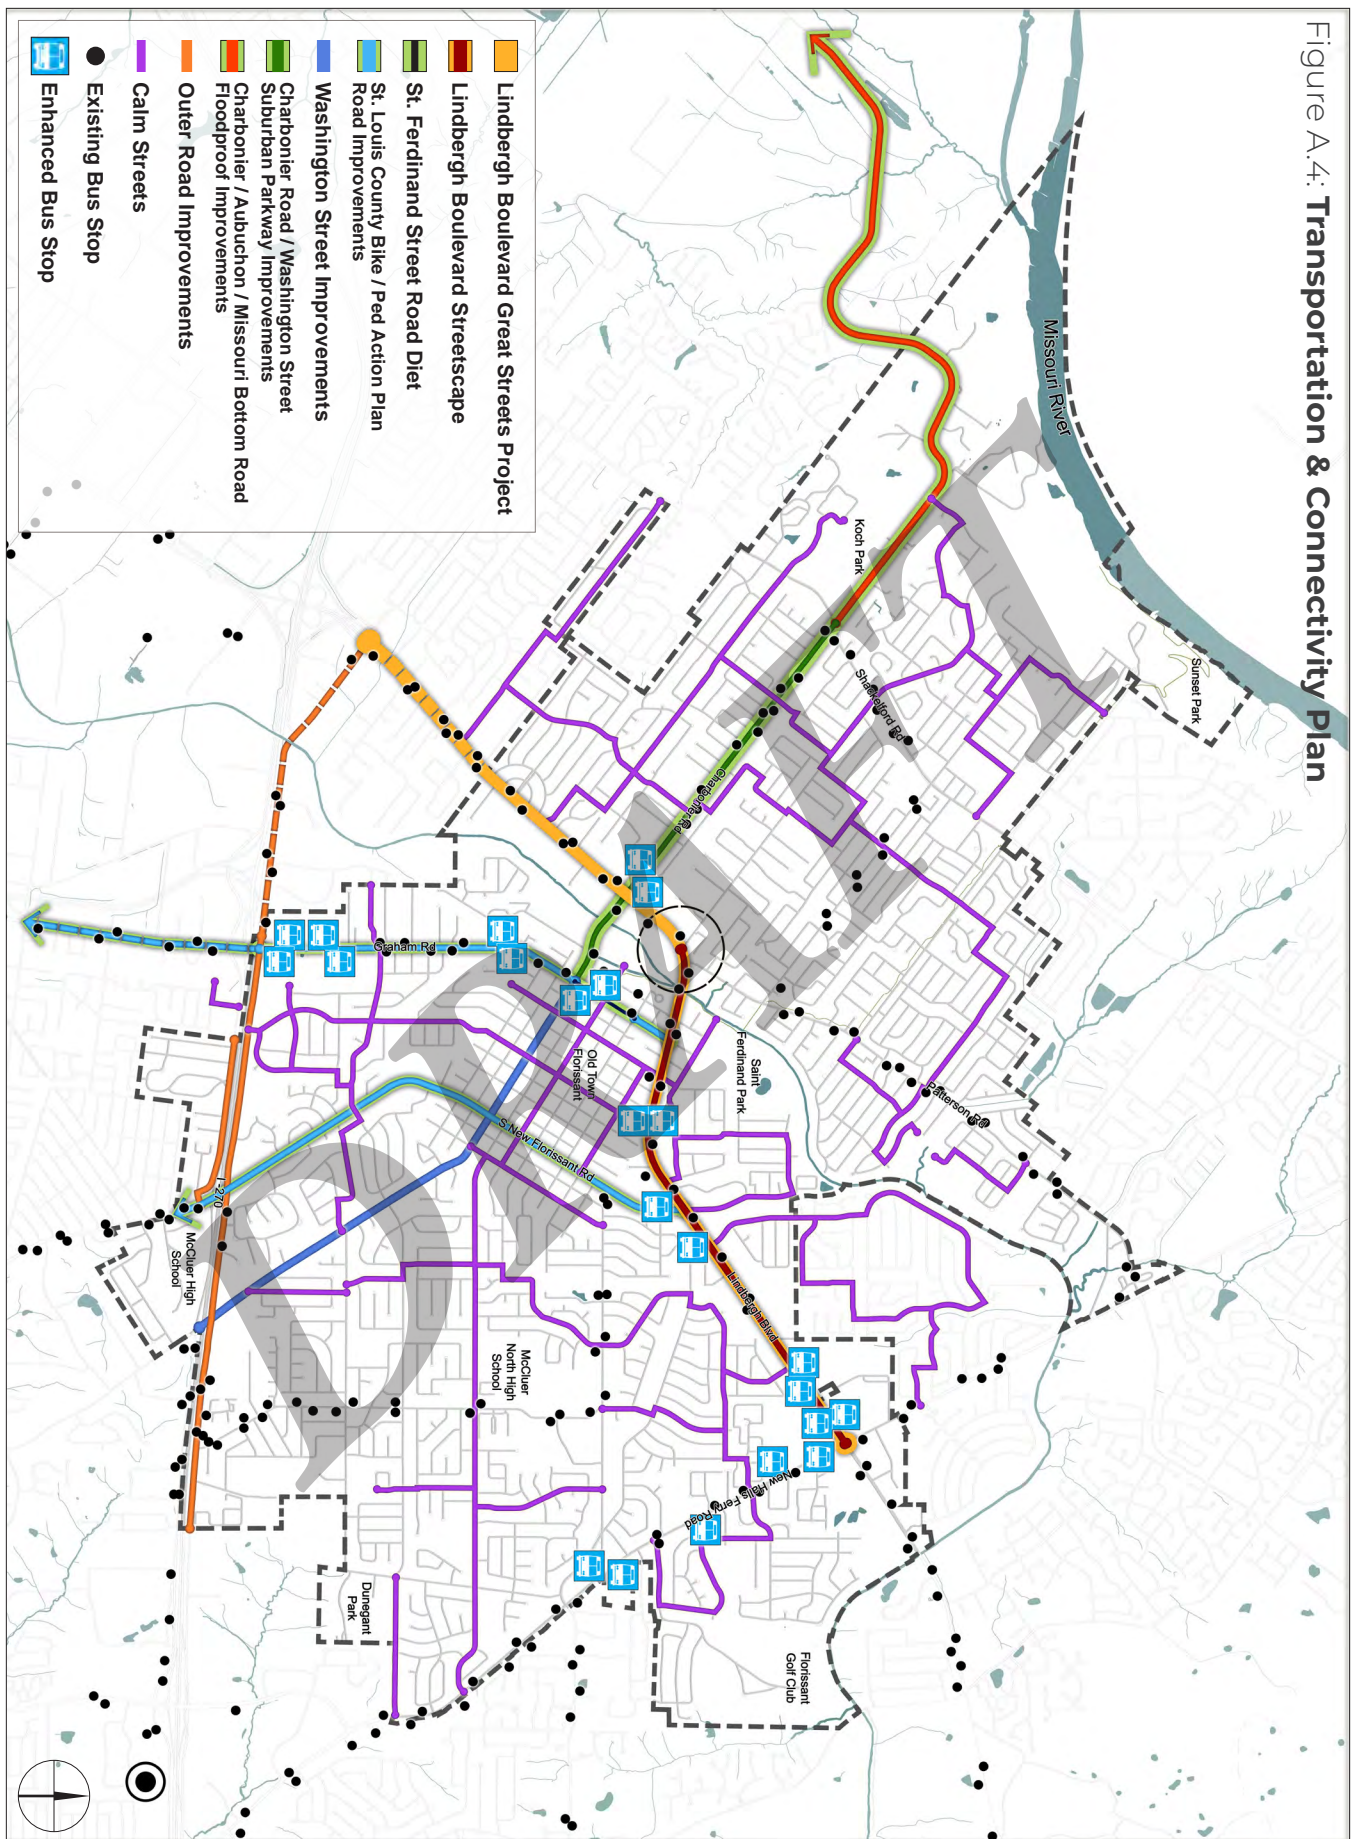 Figure A.4: Transportation & Connectivity Plan
Missouri River
Sunset Park
Koch Park
Shackelford Rd
Charbonier Rd
Patterson Rd
Saint
Ferdinand Park
Old Town
Florissant
Graham Rd
S New Florissant Rd
Lindbergh Blvd
I-270
McCluer High
School
McCluer
North High
School
New Halls Ferry Road
Florissant
Golf Club
Dunegant
Park
DRAFT
Lindbergh Boulevard Great Streets Project
Lindbergh Boulevard Streetscape
St. Ferdinand Street Road Diet
St. Louis County Bike / Ped Action Plan
Road Improvements
Washington Street Improvements
Charbonier Road / Washington Street
Suburban Parkway Improvements
Charbonier / Aubuchon / Missouri Bottom Road
Floodproof Improvements
Outer Road Improvements
Calm Streets
Existing Bus Stop
Enhanced Bus Stop